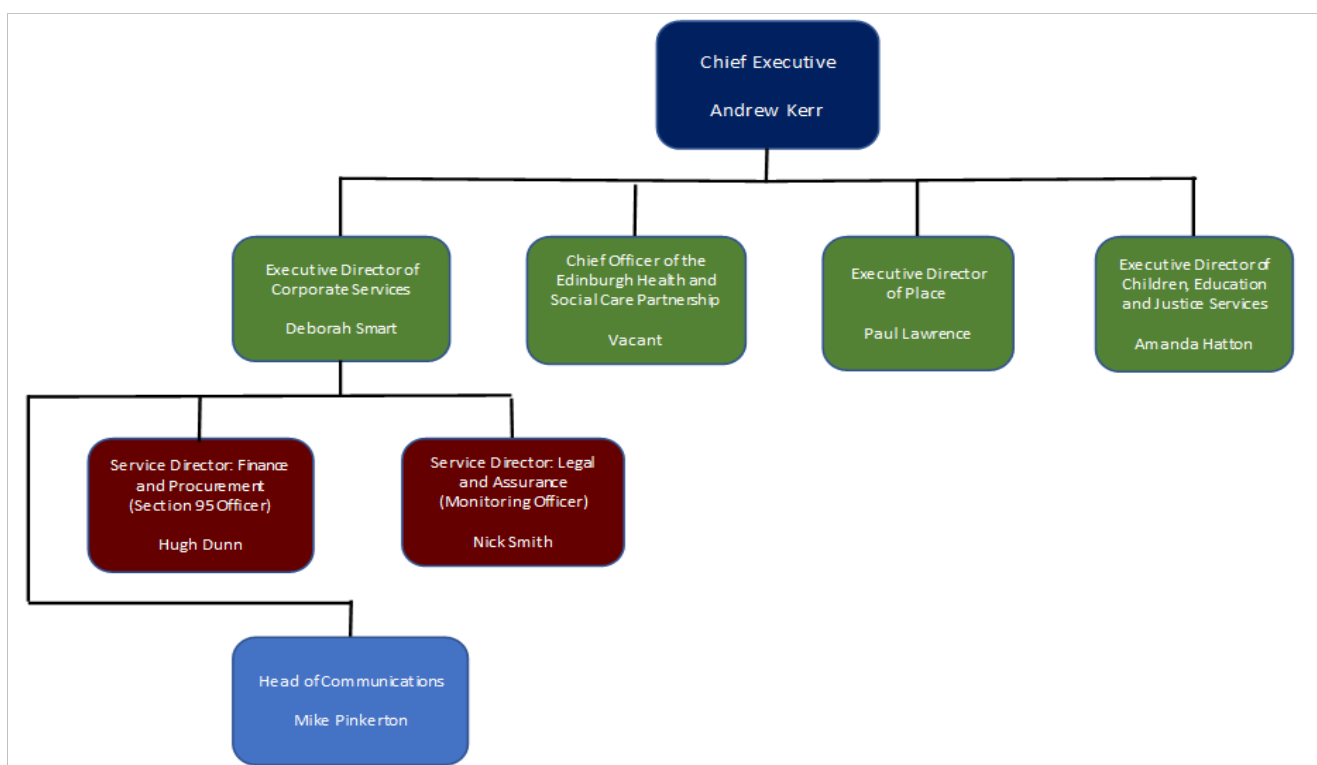 Chief Executive
Andrew Kerr
Executive Director of
Corporate Services
Deborah Smart
Chief Officer of the
Edinburgh Health and
Social Care Partnership
Vacant
Executive Director
of Place
Paul Lawrence
Executive Director of
Children, Education
and Justice Services
Amanda Hatton
Service Director: Finance
and Procurement
(Section 95 Officer)
Hugh Dunn
Service Director: Legal
and Assurance
(Monitoring Officer)
Nick Smith
Head of Communications
Mike Pinkerton